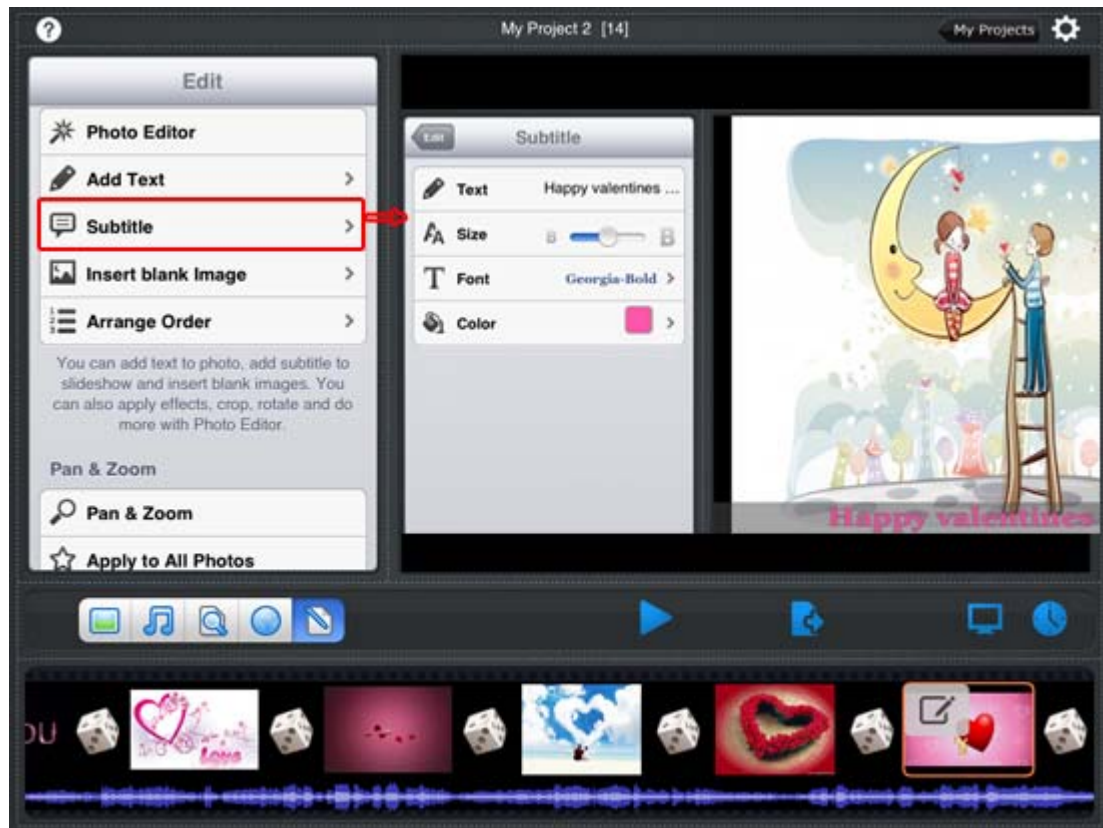 ?
My Project 2 [14]
My Projects
Edit
Photo Editor
Add Text
Subtitle
Insert blank Image
Arrange Order
You can add text to photo, add subtitle to
slideshow and insert blank images. You
can also apply effects, crop, rotate and do
more with Photo Editor.
Pan & Zoom
Pan & Zoom
Apply to All Photos
Edit
Subtitle
Text Happy valentines ...
Size B B
Font Georgia-Bold
Color
Happy valentines
OU
Love